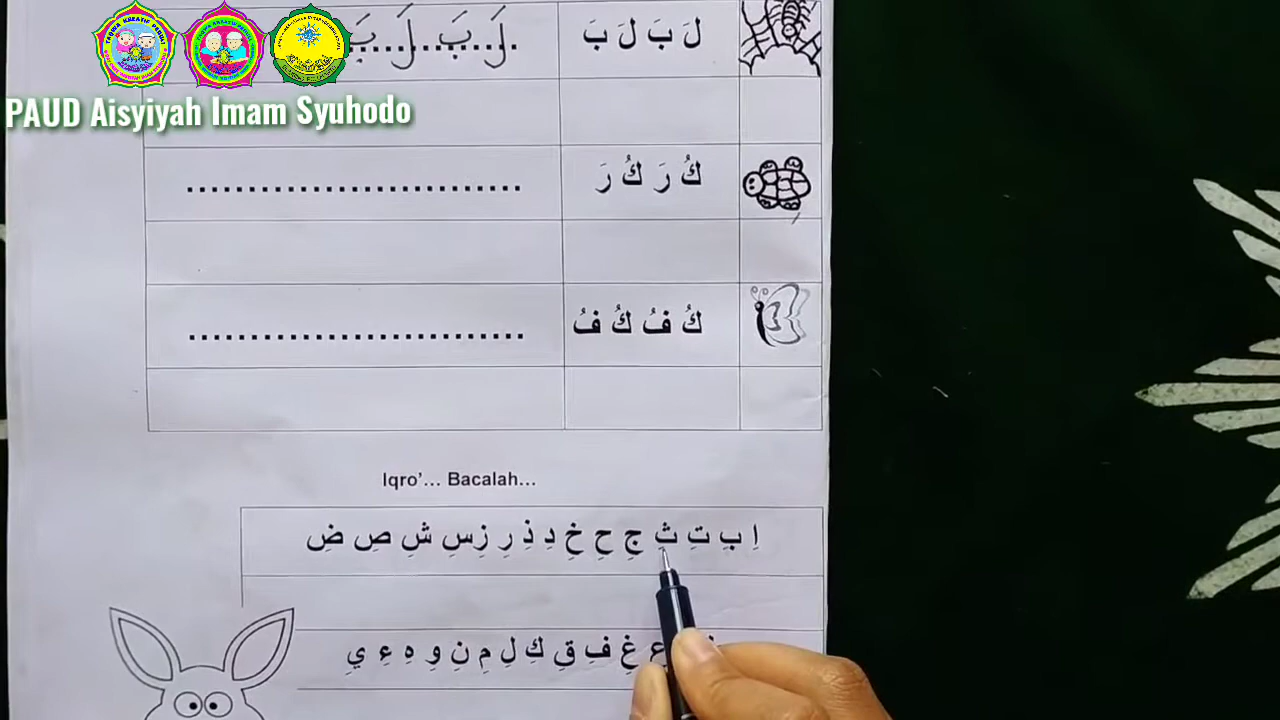 لَ بَ لَ بَ
لَ بَ لَ بَ
PAUD Aisyiyah Imam Syuhodo
كُ رَ كُ رَ
كُ فُ كُ فُ
Iqro’... Bacalah...
اِ بِ تِ ثِ جِ حِ خِ دِ ذِ رِ زِ سِ شِ صِ ضِ
عِ غِ فِ قِ كِ لِ مِ نِ وِ هِ ءِ يِ